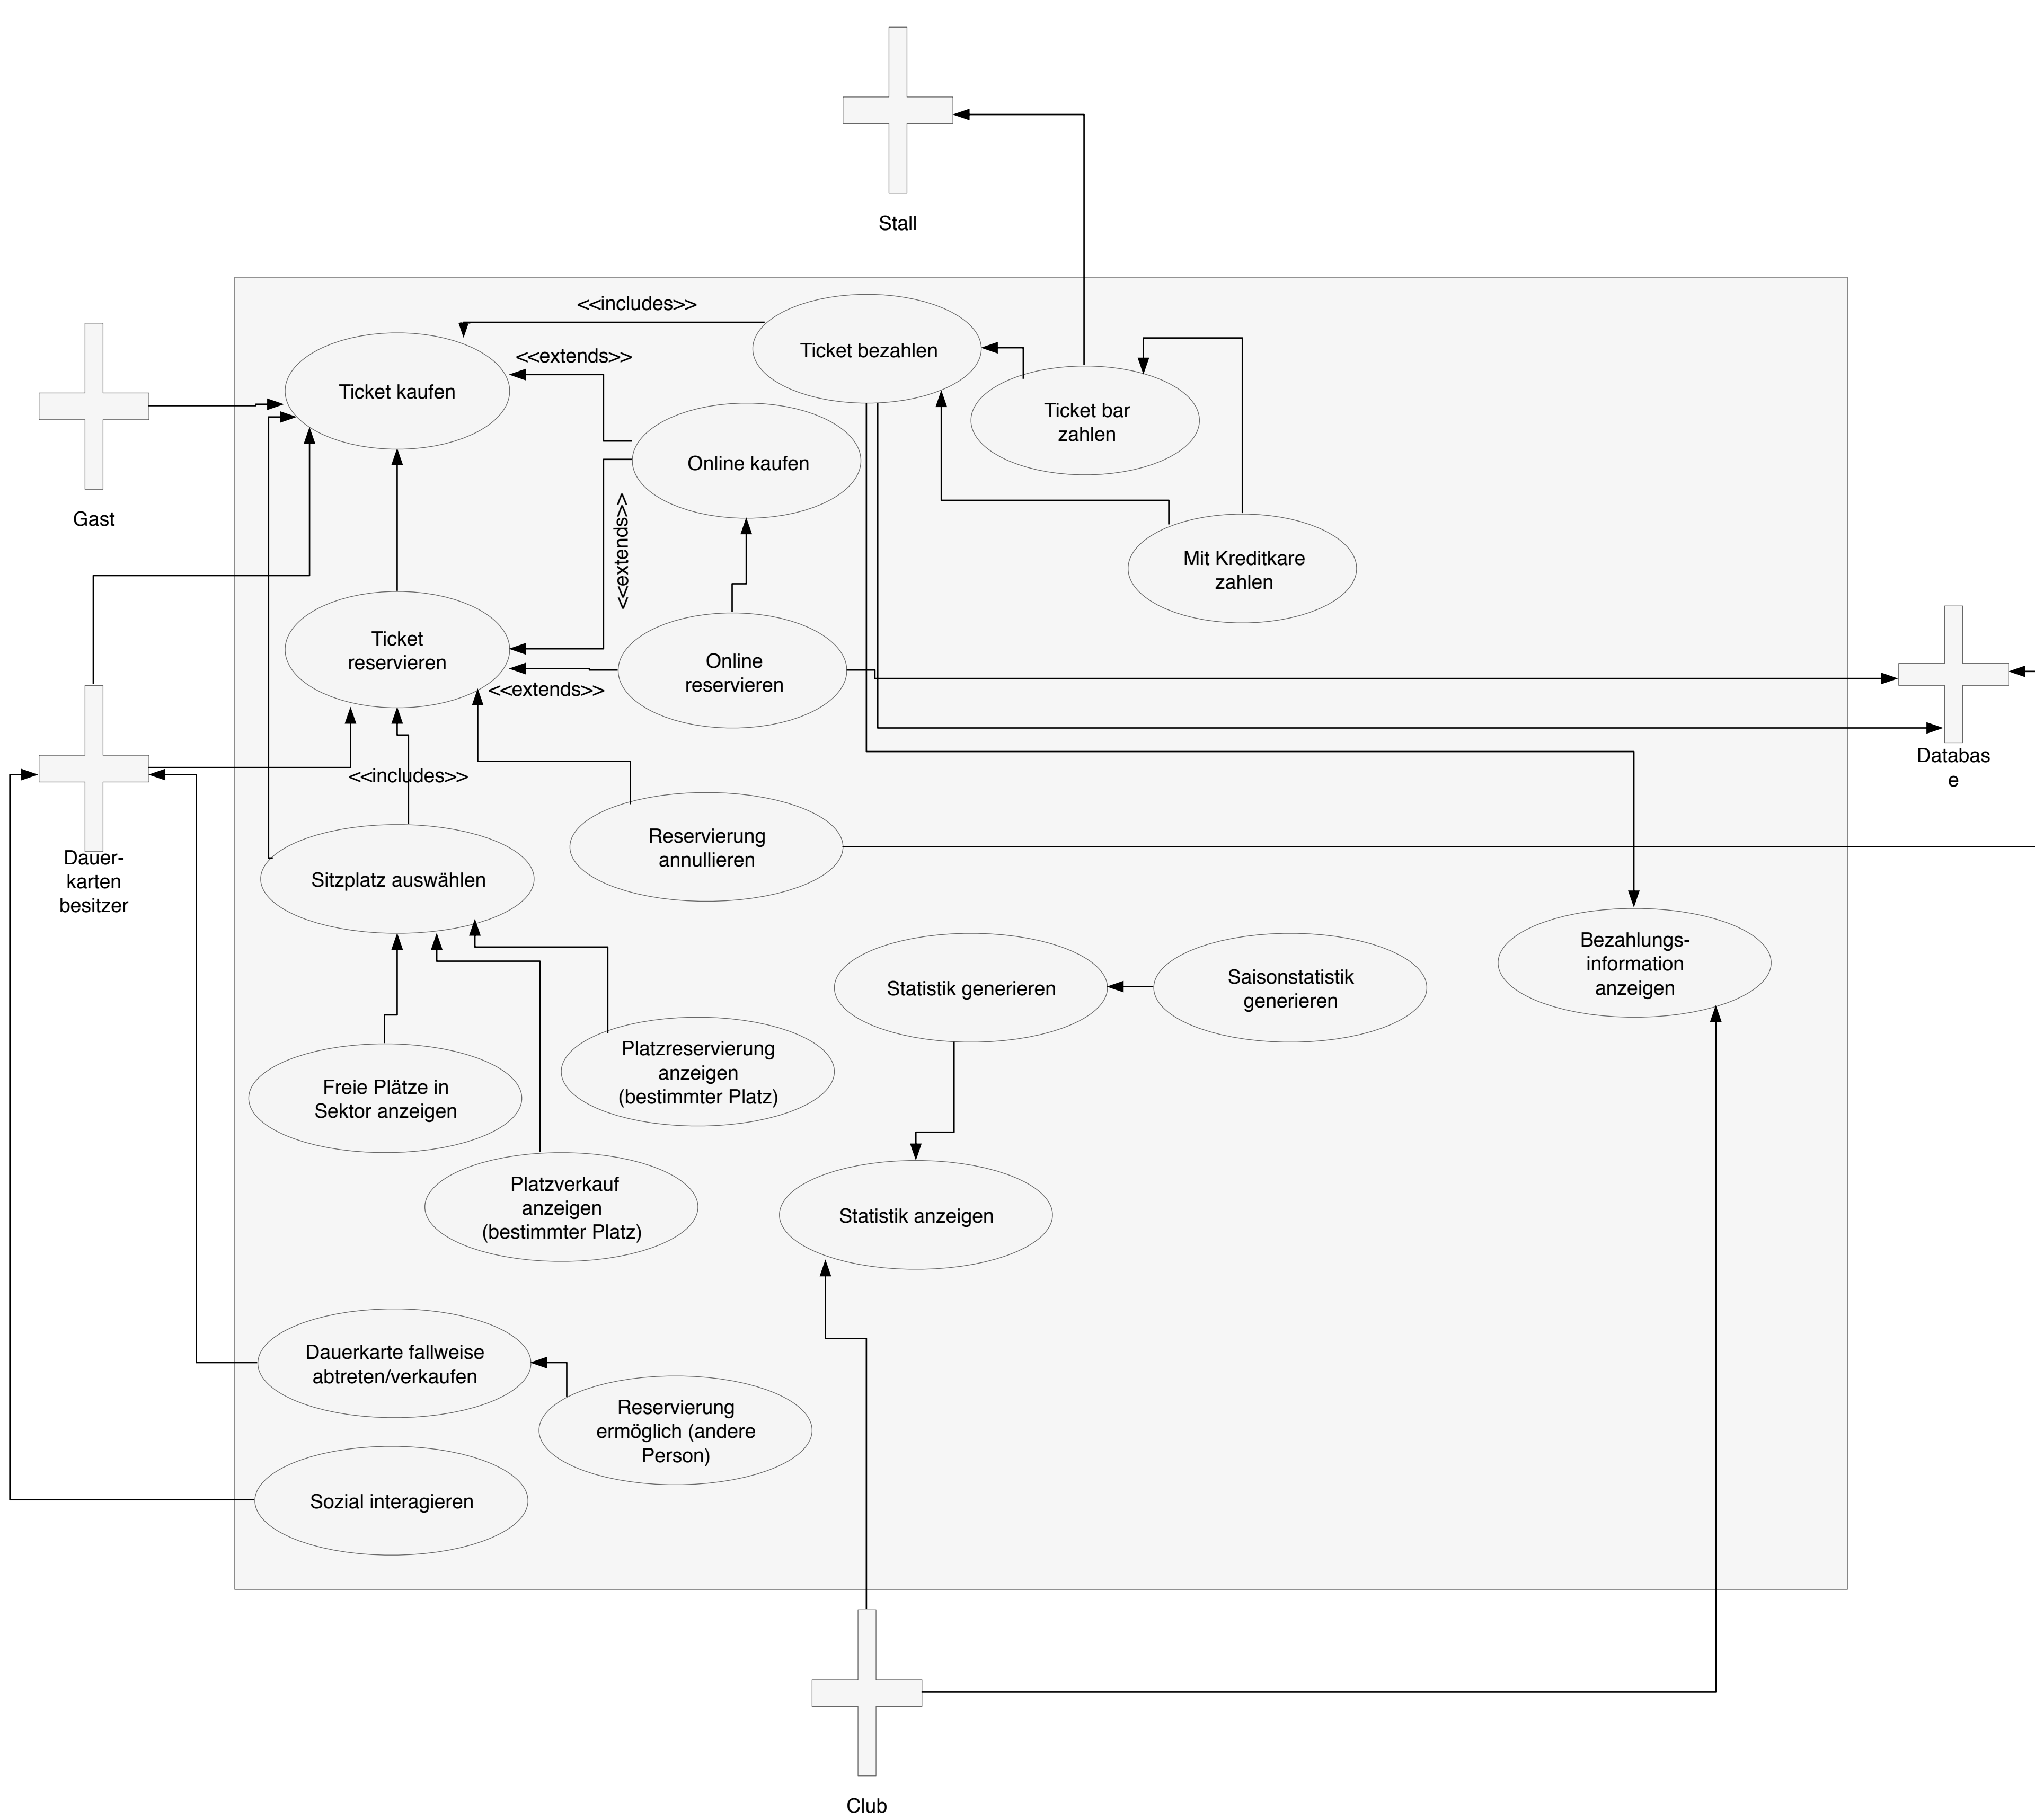 Stall
<<includes>>
Ticket bezahlen
<<extends>>
Ticket kaufen
Ticket bar
zahlen
Online kaufen
Gast
<<extends>>
Mit Kreditkare
zahlen
Ticket
reservieren
Online
reservieren
<<extends>>
Databas
e
<<includes>>
Reservierung
annullieren
Dauer-
karten
besitzer
Sitzplatz auswählen
Bezahlungs-
information
anzeigen
Statistik generieren
Saisonstatistik
generieren
Platzreservierung
anzeigen
(bestimmter Platz)
Freie Plätze in
Sektor anzeigen
Platzverkauf
anzeigen
(bestimmter Platz)
Statistik anzeigen
Dauerkarte fallweise
abtreten/verkaufen
Reservierung
ermöglich (andere
Person)
Sozial interagieren
Club